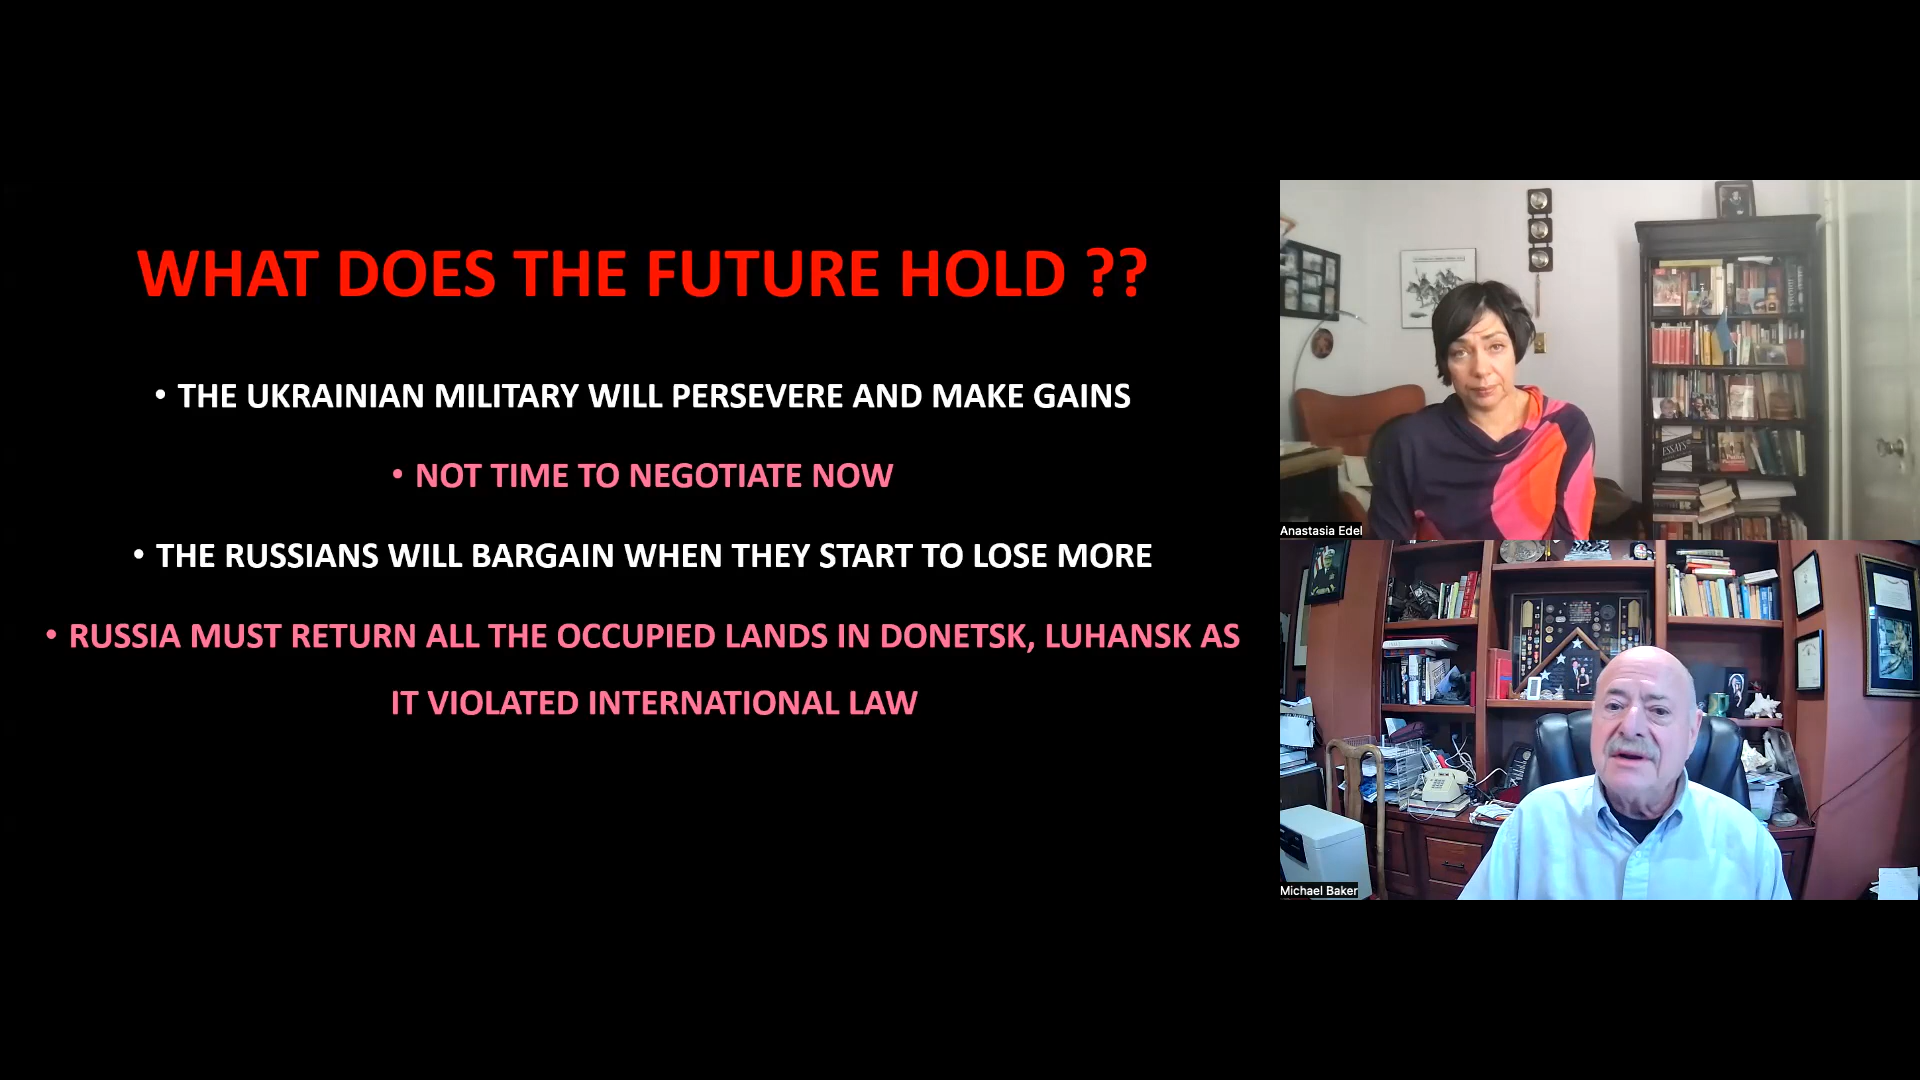 WHAT DOES THE FUTURE HOLD ??
• THE UKRAINIAN MILITARY WILL PERSEVERE AND MAKE GAINS
• NOT TIME TO NEGOTIATE NOW
• THE RUSSIANS WILL BARGAIN WHEN THEY START TO LOSE MORE
• RUSSIA MUST RETURN ALL THE OCCUPIED LANDS IN DONETSK, LUHANSK AS
IT VIOLATED INTERNATIONAL LAW
ESSAYS
Anastasia Edel
Michael Baker